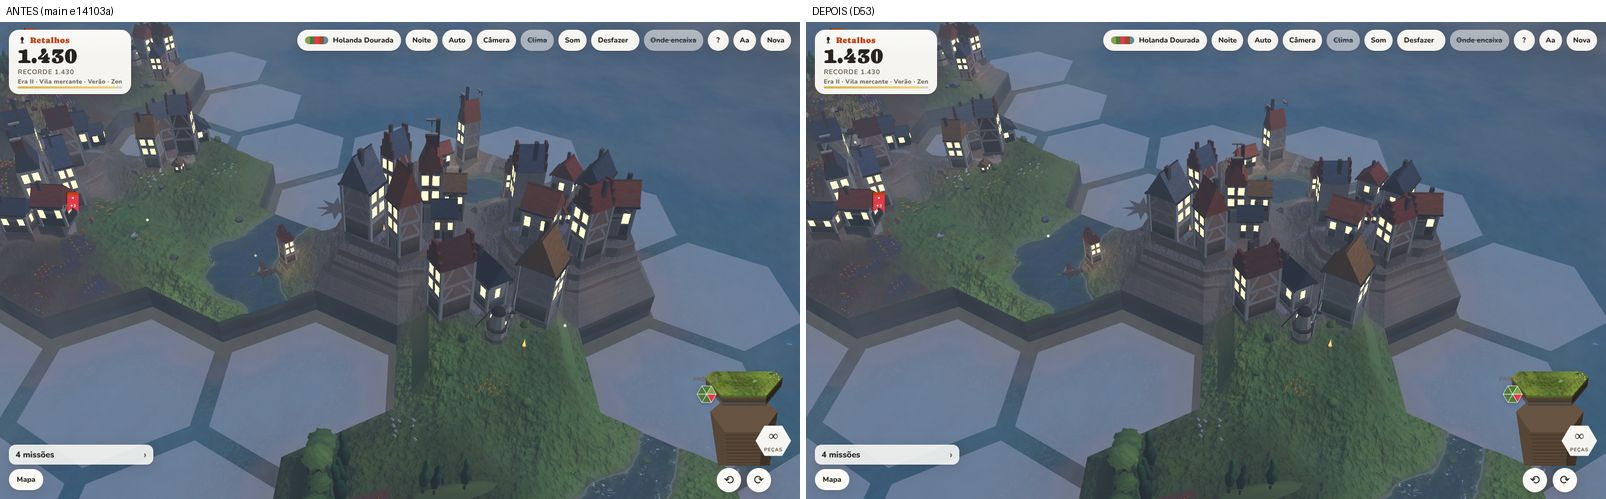 ANTES (main e14103a)
Retalhos
1.430
RECORDE 1.430
Era II · Vila mercante · Verão · Zen
Holanda Dourada
Noite
Auto
Câmera
Clima
Som
Desfazer
Onde encaixa
?
Aa
Nova
∞
PEÇAS
4 missões ›
Mapa
⟲
⟳
DEPOIS (D53)
Retalhos
1.430
RECORDE 1.430
Era II · Vila mercante · Verão · Zen
Holanda Dourada
Noite
Auto
Câmera
Clima
Som
Desfazer
Onde encaixa
?
Aa
Nova
∞
PEÇAS
4 missões ›
Mapa
⟲
⟳